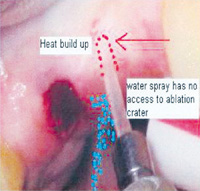 Heat build up
water spray has no
access to ablation
crater